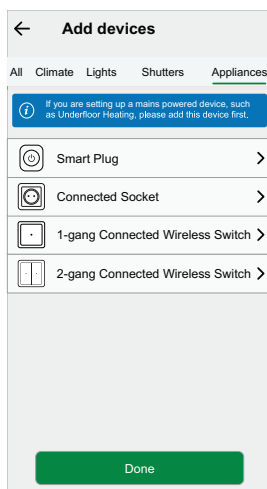 Add devices
All Climate Lights Shutters Appliances
If you are setting up a mains powered device, such
as Underfloor Heating, please add this device first.
Smart Plug
Connected Socket
1-gang Connected Wireless Switch
2-gang Connected Wireless Switch
Done